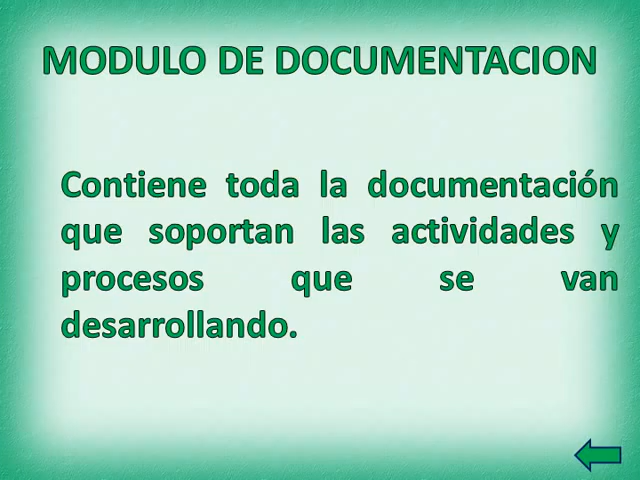 MODULO DE DOCUMENTACION
Contiene toda la documentación
que soportan las actividades y
procesos que se van
desarrollando.